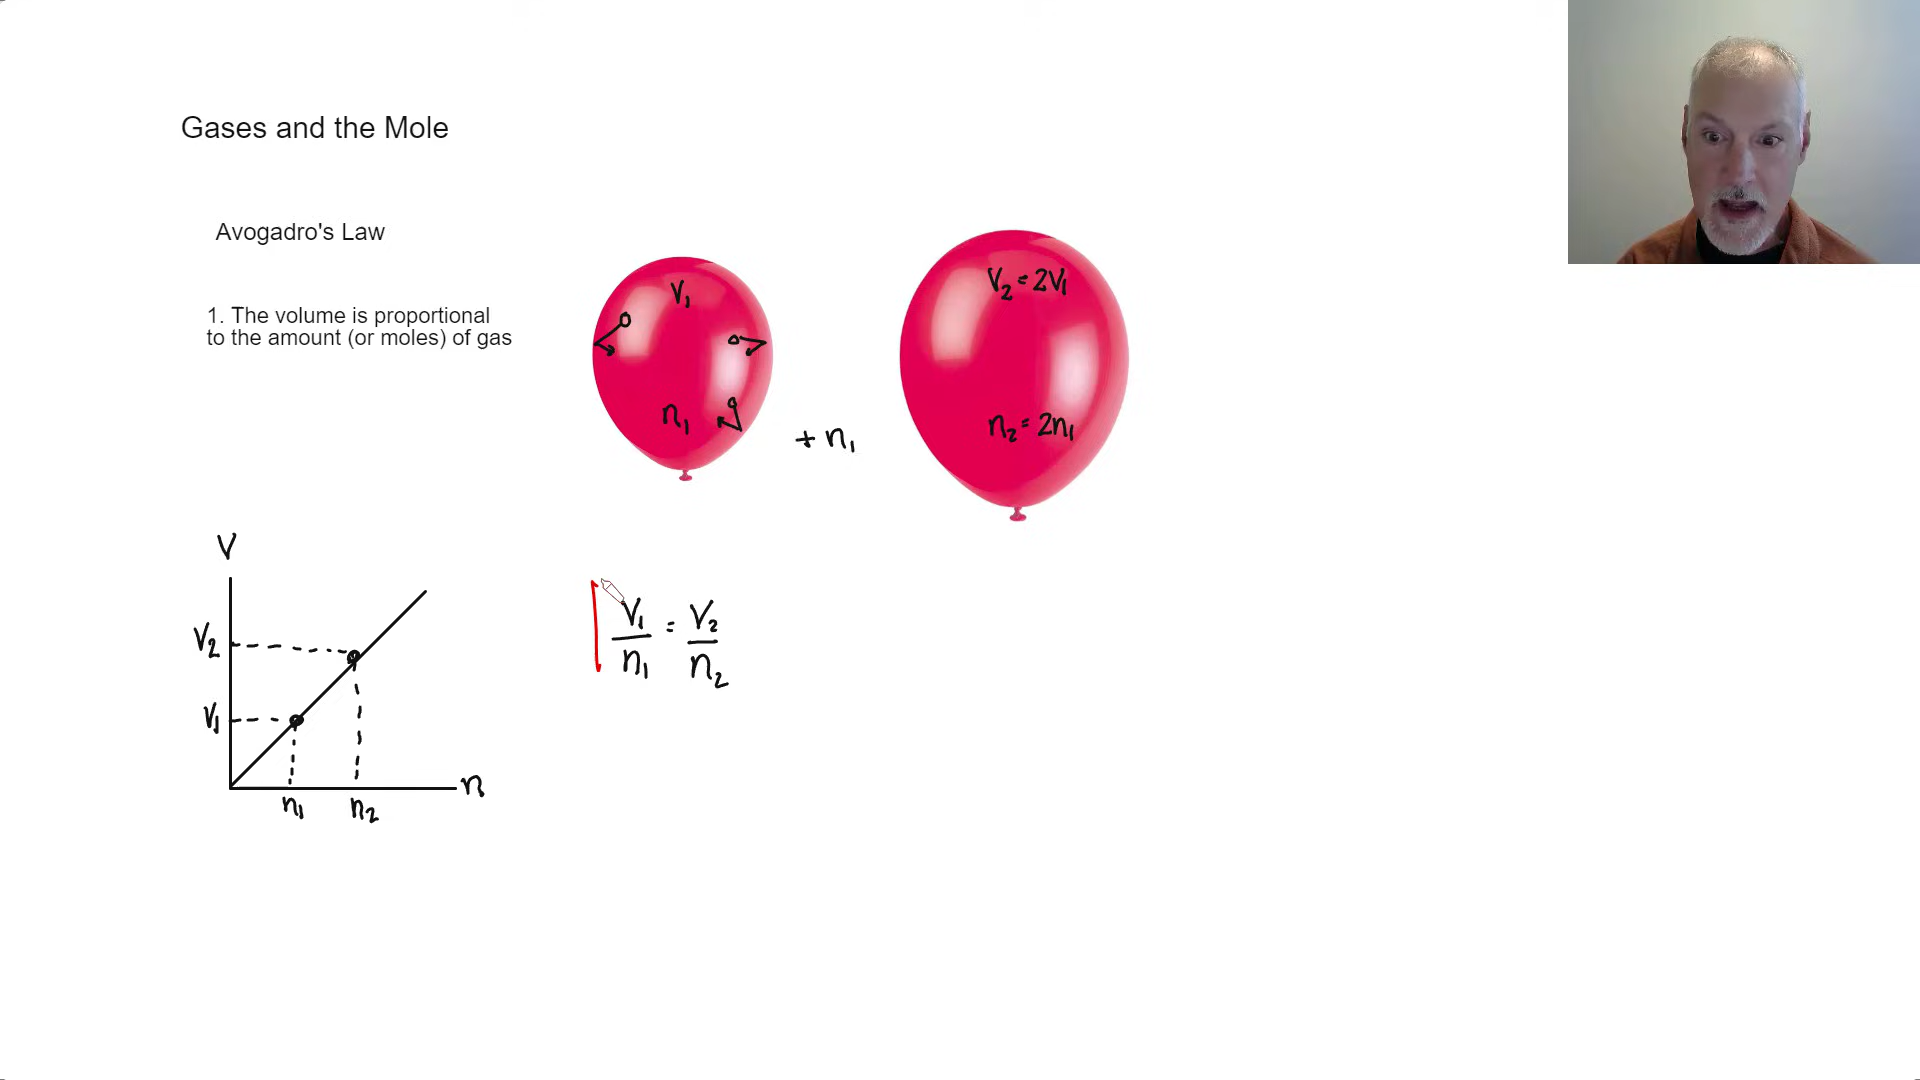 Gases and the Mole
Avogadro's Law
1. The volume is proportional
to the amount (or moles) of gas
V₁
n₁
+ n₁
V₂ = 2V₁
n₂ = 2n₁
V
V₂
V₁
n₁ n₂
n
V₁ = V₂
n₁ n₂